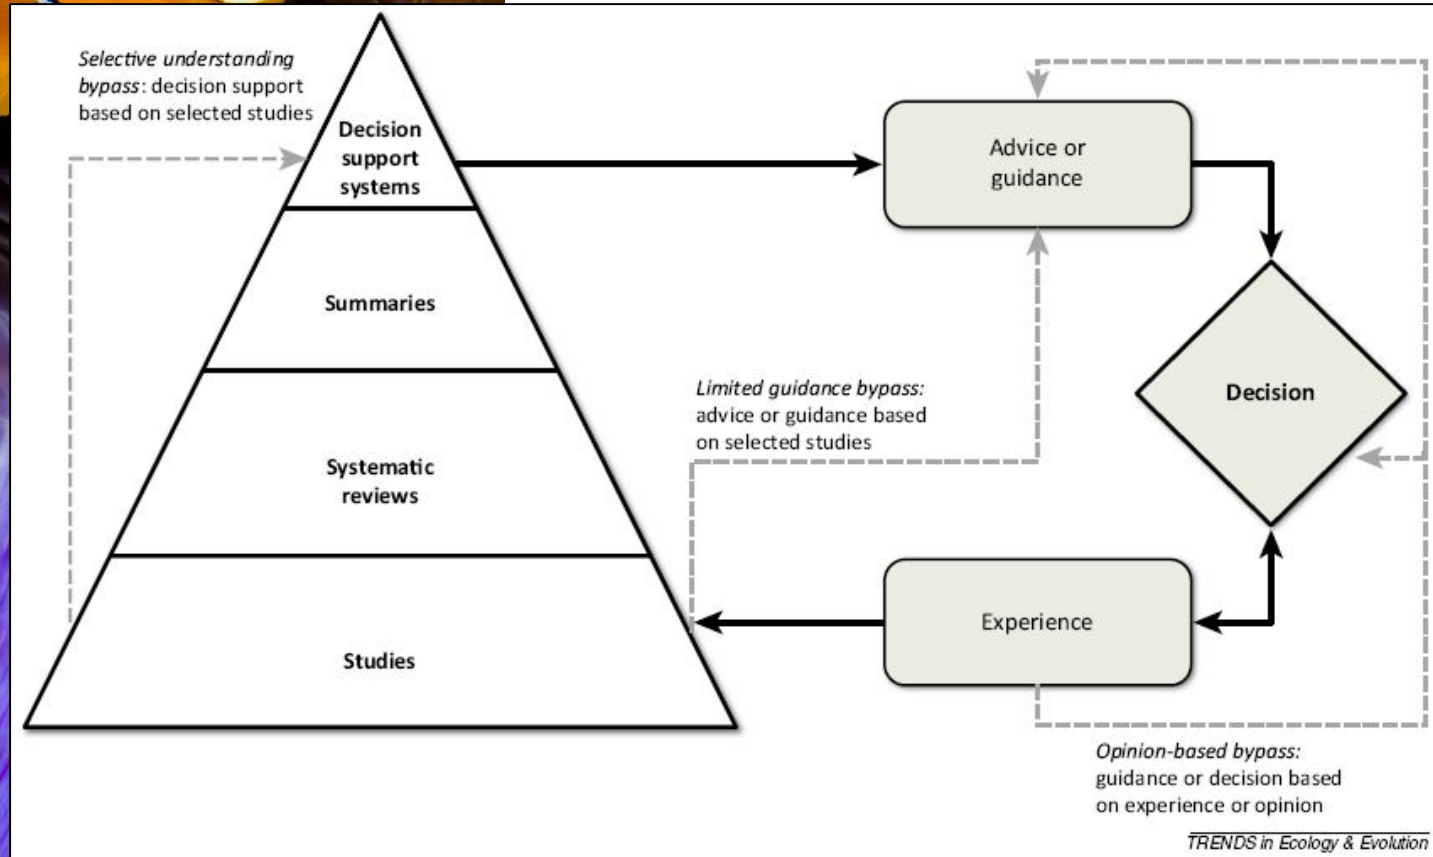 Selective understanding
bypass: decision support
based on selected studies
Decision
support
systems
Summaries
Systematic
reviews
Studies
Advice or
guidance
Limited guidance bypass:
advice or guidance based
on selected studies
Decision
Experience
Opinion-based bypass:
guidance or decision based
on experience or opinion
TRENDS in Ecology & Evolution